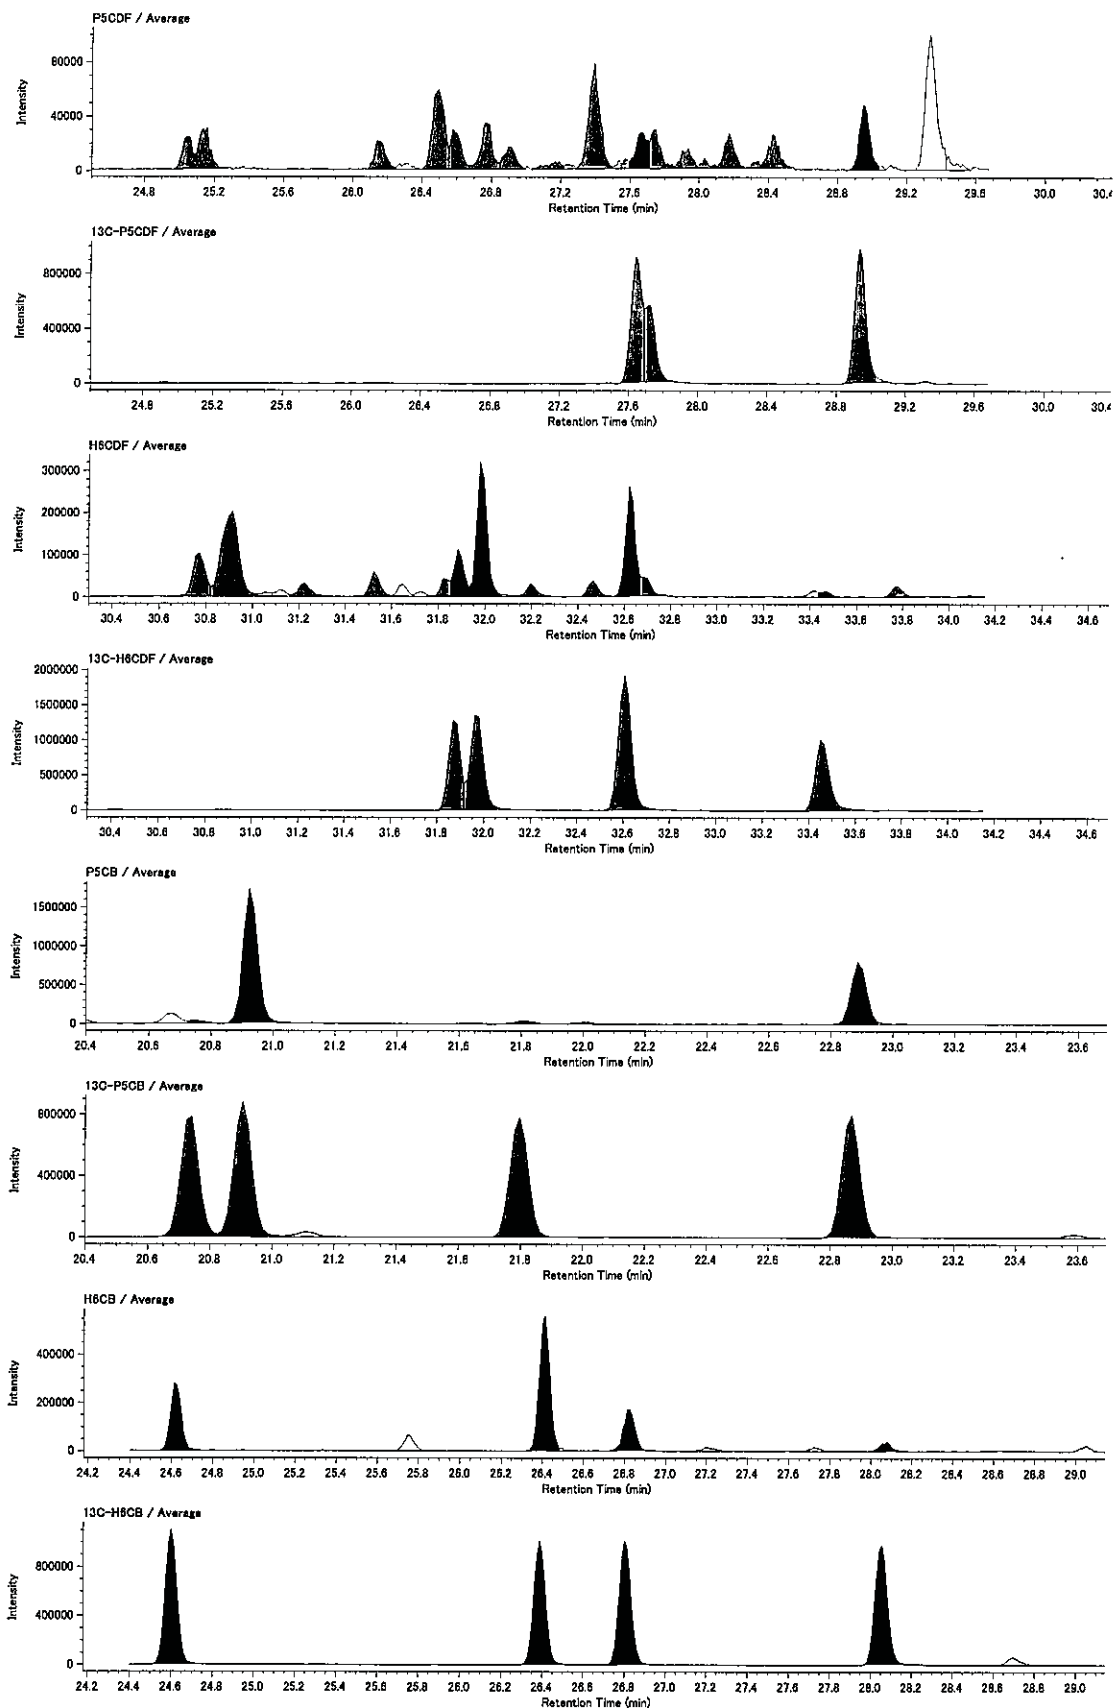 P5CDF / Average
Intensity
80000
40000
0
24.8 25.2 25.6 26.0 26.4 26.8 27.2 27.6 28.0 28.4 28.8 29.2 29.6 30.0 30.4
Retention Time (min)
13C-P5CDF / Average
Intensity
800000
400000
0
24.8 25.2 25.6 26.0 26.4 26.8 27.2 27.6 28.0 28.4 28.8 29.2 29.6 30.0 30.4
Retention Time (min)
H6CDF / Average
Intensity
300000
200000
100000
0
30.4 30.6 30.8 31.0 31.2 31.4 31.6 31.8 32.0 32.2 32.4 32.6 32.8 33.0 33.2 33.4 33.6 33.8 34.0 34.2 34.4 34.6
Retention Time (min)
13C-H6CDF / Average
Intensity
2000000
1500000
1000000
500000
0
30.4 30.6 30.8 31.0 31.2 31.4 31.6 31.8 32.0 32.2 32.4 32.6 32.8 33.0 33.2 33.4 33.6 33.8 34.0 34.2 34.4 34.6
Retention Time (min)
P5CB / Average
Intensity
1500000
1000000
500000
0
20.4 20.6 20.8 21.0 21.2 21.4 21.6 21.8 22.0 22.2 22.4 22.6 22.8 23.0 23.2 23.4 23.6
Retention Time (min)
13C-P5CB / Average
Intensity
800000
400000
0
20.4 20.6 20.8 21.0 21.2 21.4 21.6 21.8 22.0 22.2 22.4 22.6 22.8 23.0 23.2 23.4 23.6
Retention Time (min)
H6CB / Average
Intensity
400000
200000
0
24.2 24.4 24.6 24.8 25.0 25.2 25.4 25.6 25.8 26.0 26.2 26.4 26.6 26.8 27.0 27.2 27.4 27.6 27.8 28.0 28.2 28.4 28.6 28.8 29.0
Retention Time (min)
13C-H6CB / Average
Intensity
800000
400000
0
24.2 24.4 24.6 24.8 25.0 25.2 25.4 25.6 25.8 26.0 26.2 26.4 26.6 26.8 27.0 27.2 27.4 27.6 27.8 28.0 28.2 28.4 28.6 28.8 29.0
Retention Time (min)